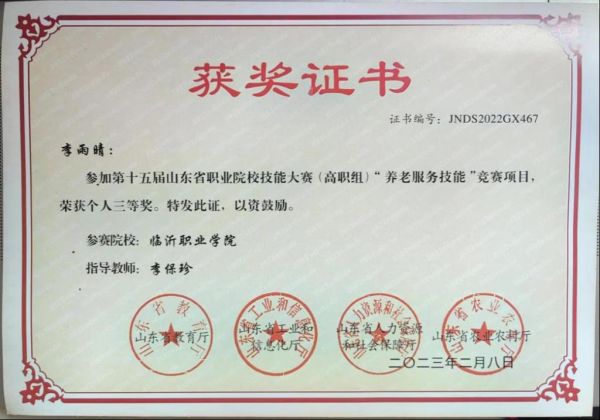 获奖证书
证书编号：JNDS2022GX467
李雨晴：
参加第十五届山东省职业院校技能大赛（高职组）“养老服务技能”竞赛项目，
荣获个人三等奖。特发此证，以资鼓励。
参赛院校：临沂职业学院
指导教师：李保珍
山东省教育厅
山东省工业和
信息化厅
山东省人力资源
和社会保障厅
山东省农业农村厅
二〇二三年二月八日